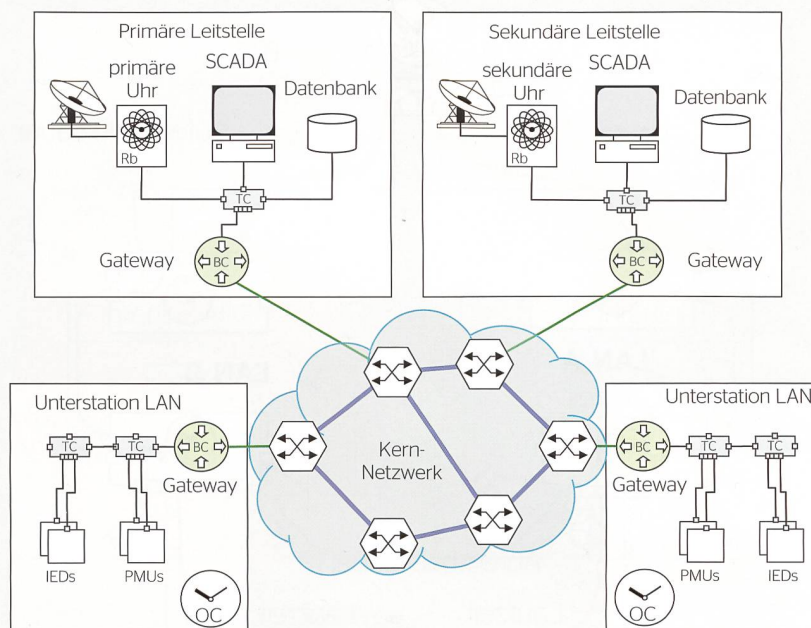 Primäre Leitstelle
primäre
Uhr
SCADA
Datenbank
Rb
TC
Gateway
BC
Sekundäre Leitstelle
sekundäre
Uhr
SCADA
Datenbank
Rb
TC
BC
Gateway
Unterstation LAN
TC
TC
BC
Gateway
IEDs
PMUs
OC
Kern-
Netzwerk
Unterstation LAN
BC
TC
TC
Gateway
PMUs
IEDs
OC